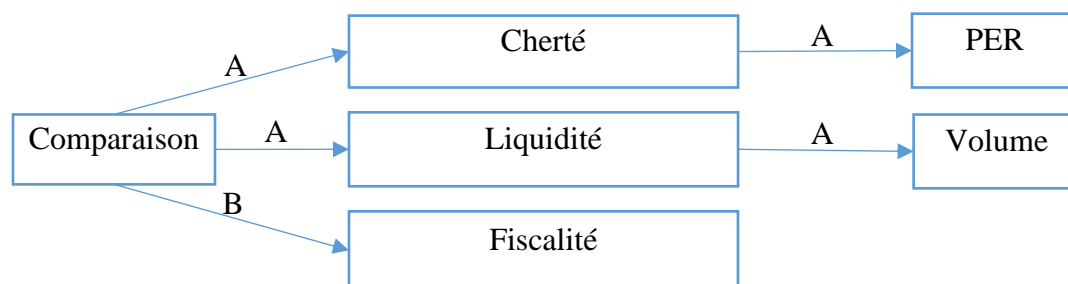 Cherté
A
PER
A
Comparaison
A
Liquidité
A
Volume
B
Fiscalité